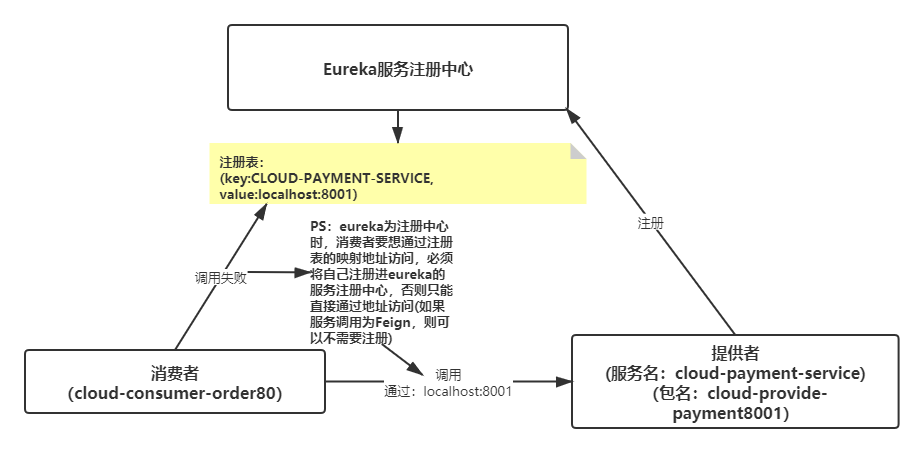 Eureka服务注册中心
注册表：
(key:CLOUD-PAYMENT-SERVICE,
value:localhost:8001)
PS：eureka为注册中心
时，消费者要想通过注册
表的映射地址访问，必须
将自己注册进eureka的
服务注册中心，否则只能
直接通过地址访问(如果
服务调用为Feign，则可
以不需要注册)
注册
调用失败
消费者
（cloud-consumer-order80）
调用
通过：localhost:8001
提供者
(服务名：cloud-payment-service)
(包名：cloud-provide-
payment8001）